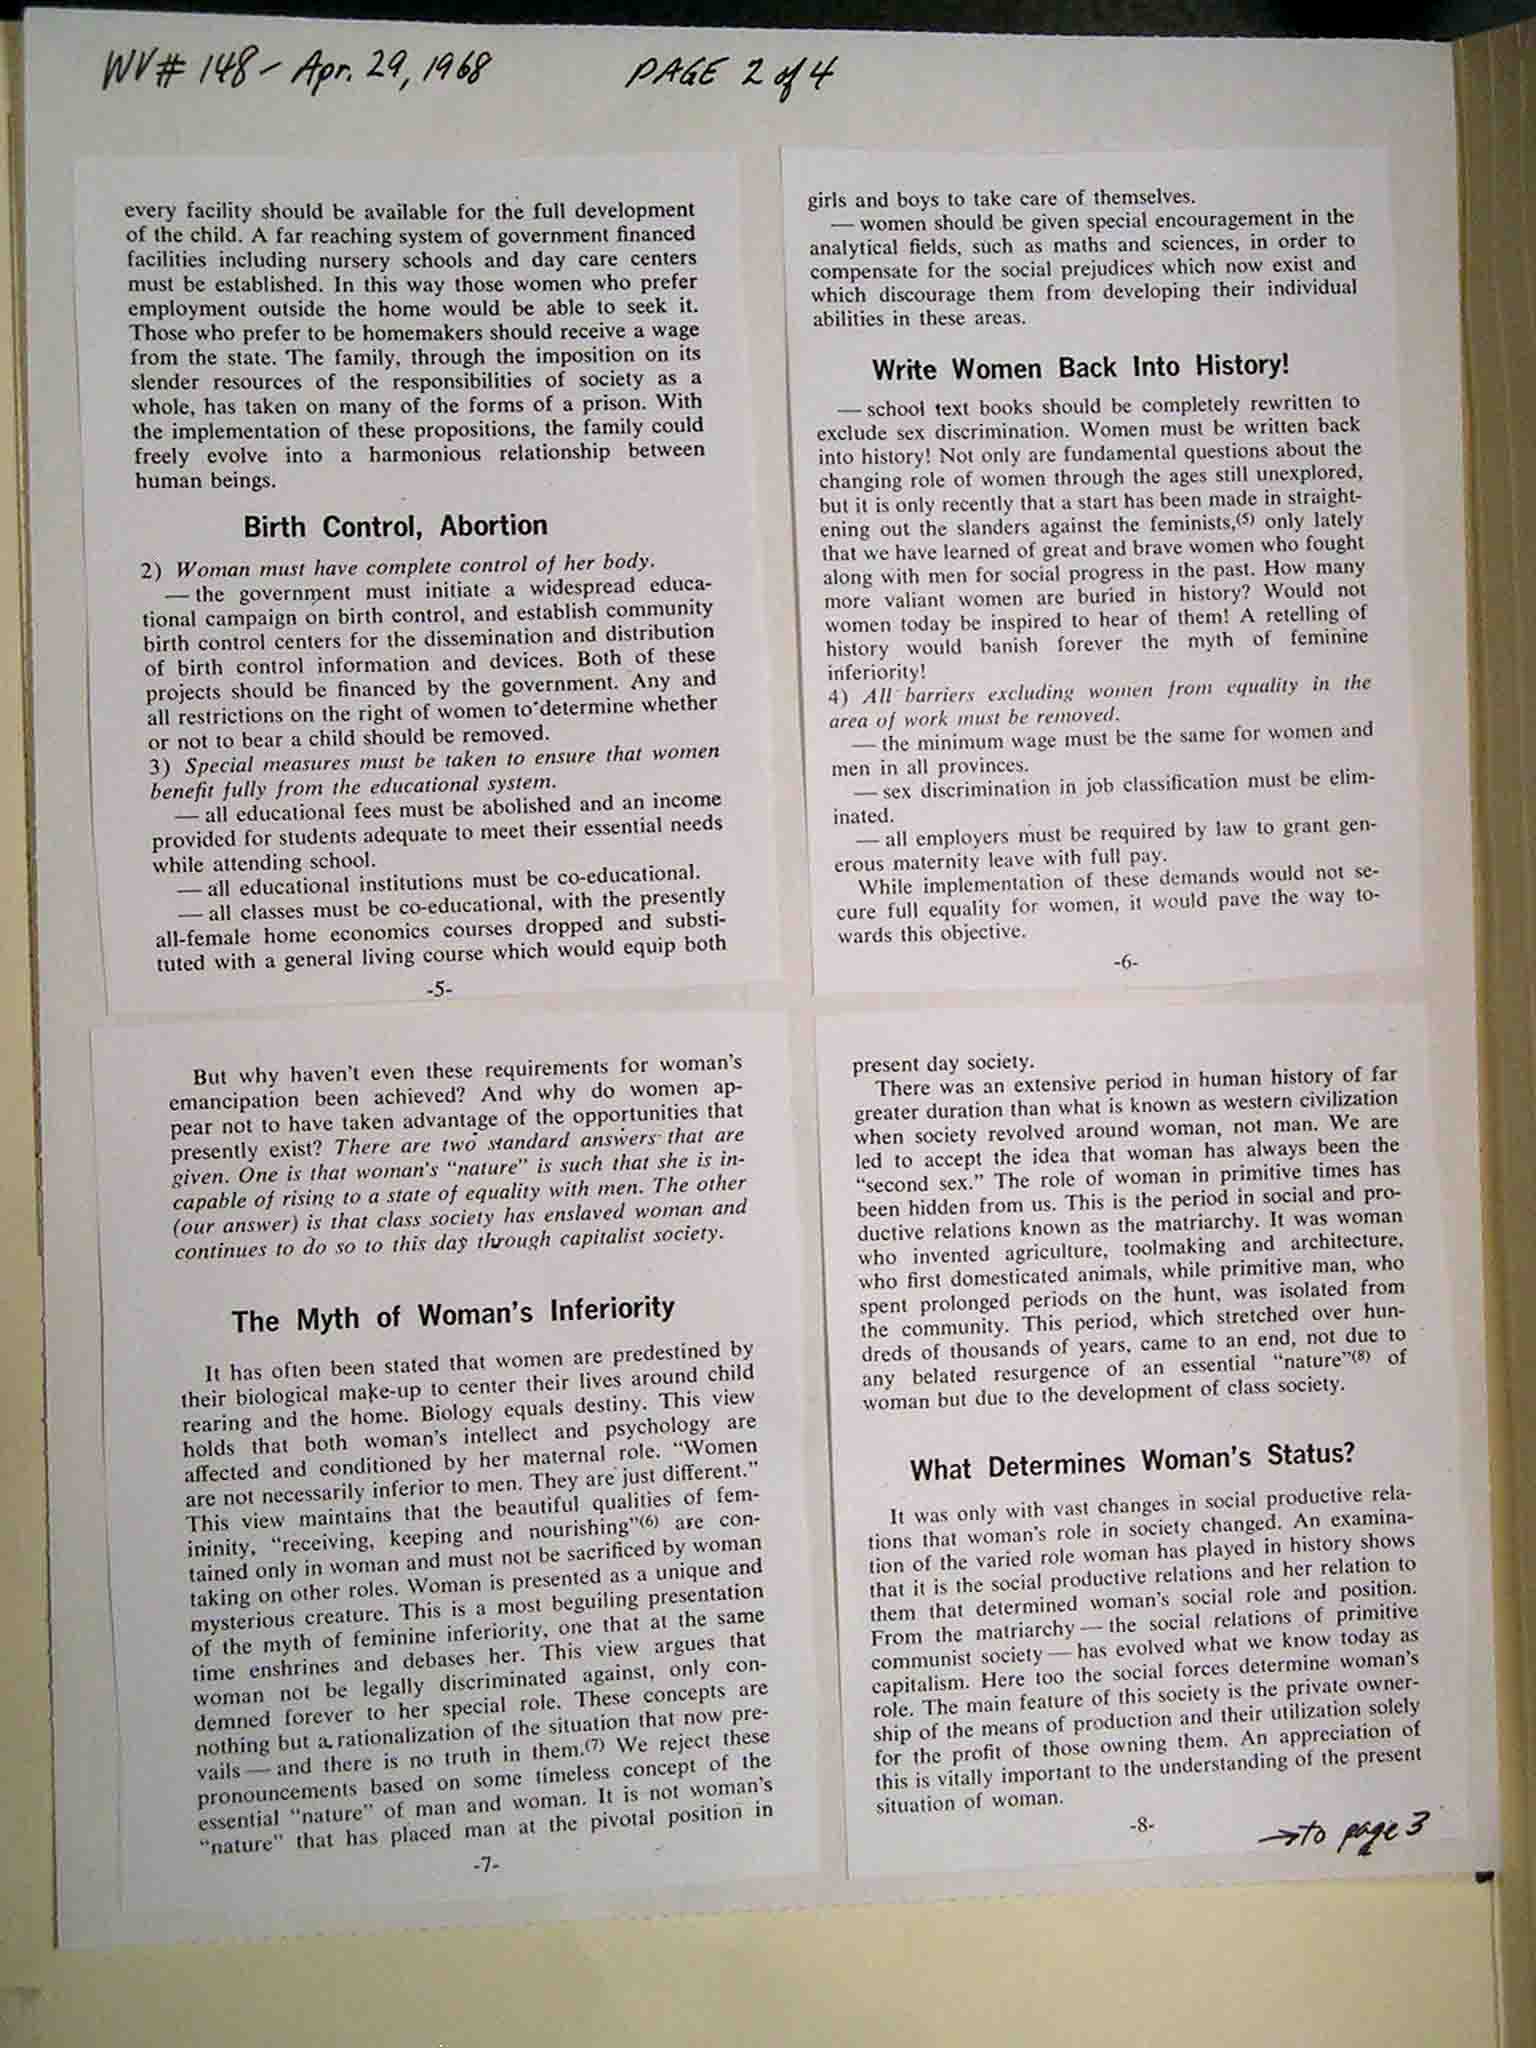 WV# 148 - Apr. 29, 1968 PAGE 2 of 4
every facility should be available for the full development
of the child. A far reaching system of government financed
facilities including nursery schools and day care centers
must be established. In this way those women who prefer
employment outside the home would be able to seek it.
Those who prefer to be homemakers should receive a wage
from the state. The family, through the imposition on its
slender resources of the responsibilities of society as a
whole, has taken on many of the forms of a prison. With
the implementation of these propositions, the family could
freely evolve into a harmonious relationship between
human beings.
Birth Control, Abortion
2) Woman must have complete control of her body.
— the government must initiate a widespread educa-
tional campaign on birth control, and establish community
birth control centers for the dissemination and distribution
of birth control information and devices. Both of these
projects should be financed by the government. Any and
all restrictions on the right of women to determine whether
or not to bear a child should be removed.
3) Special measures must be taken to ensure that women
benefit fully from the educational system.
— all educational fees must be abolished and an income
provided for students adequate to meet their essential needs
while attending school.
— all educational institutions must be co-educational.
— all classes must be co-educational, with the presently
all-female home economics courses dropped and substi-
tuted with a general living course which would equip both
-5-
girls and boys to take care of themselves.
— women should be given special encouragement in the
analytical fields, such as maths and sciences, in order to
compensate for the social prejudices which now exist and
which discourage them from developing their individual
abilities in these areas.
Write Women Back Into History!
— school text books should be completely rewritten to
exclude sex discrimination. Women must be written back
into history! Not only are fundamental questions about the
changing role of women through the ages still unexplored,
but it is only recently that a start has been made in straight-
ening out the slanders against the feminists,(5) only lately
that we have learned of great and brave women who fought
along with men for social progress in the past. How many
more valiant women are buried in history? Would not
women today be inspired to hear of them! A retelling of
history would banish forever the myth of feminine
inferiority!
4) All barriers excluding women from equality in the
area of work must be removed.
— the minimum wage must be the same for women and
men in all provinces.
— sex discrimination in job classification must be elim-
inated.
— all employers must be required by law to grant gen-
erous maternity leave with full pay.
While implementation of these demands would not se-
cure full equality for women, it would pave the way to-
wards this objective.
-6-
But why haven't even these requirements for woman's
emancipation been achieved? And why do women ap-
pear not to have taken advantage of the opportunities that
presently exist? There are two standard answers that are
given. One is that woman's "nature" is such that she is in-
capable of rising to a state of equality with men. The other
(our answer) is that class society has enslaved woman and
continues to do so to this day through capitalist society.
The Myth of Woman's Inferiority
It has often been stated that women are predestined by
their biological make-up to center their lives around child
rearing and the home. Biology equals destiny. This view
holds that both woman's intellect and psychology are
affected and conditioned by her maternal role. "Women
are not necessarily inferior to men. They are just different."
This view maintains that the beautiful qualities of fem-
ininity, "receiving, keeping and nourishing"(6) are con-
tained only in woman and must not be sacrificed by woman
taking on other roles. Woman is presented as a unique and
mysterious creature. This is a most beguiling presentation
of the myth of feminine inferiority, one that at the same
time enshrines and debases her. This view argues that
woman not be legally discriminated against, only con-
demned forever to her special role. These concepts are
nothing but a rationalization of the situation that now pre-
vails — and there is no truth in them.(7) We reject these
pronouncements based on some timeless concept of the
essential "nature" of man and woman. It is not woman's
"nature" that has placed man at the pivotal position in
-7-
present day society.
There was an extensive period in human history of far
greater duration than what is known as western civilization
when society revolved around woman, not man. We are
led to accept the idea that woman has always been the
"second sex." The role of woman in primitive times has
been hidden from us. This is the period in social and pro-
ductive relations known as the matriarchy. It was woman
who invented agriculture, toolmaking and architecture,
who first domesticated animals, while primitive man, who
spent prolonged periods on the hunt, was isolated from
the community. This period, which stretched over hun-
dreds of thousands of years, came to an end, not due to
any belated resurgence of an essential "nature"(8) of
woman but due to the development of class society.
What Determines Woman's Status?
It was only with vast changes in social productive rela-
tions that woman's role in society changed. An examina-
tion of the varied role woman has played in history shows
that it is the social productive relations and her relation to
them that determined woman's social role and position.
From the matriarchy — the social relations of primitive
communist society — has evolved what we know today as
capitalism. Here too the social forces determine woman's
role. The main feature of this society is the private owner-
ship of the means of production and their utilization solely
for the profit of those owning them. An appreciation of
this is vitally important to the understanding of the present
situation of woman.
-8-
→to page 3